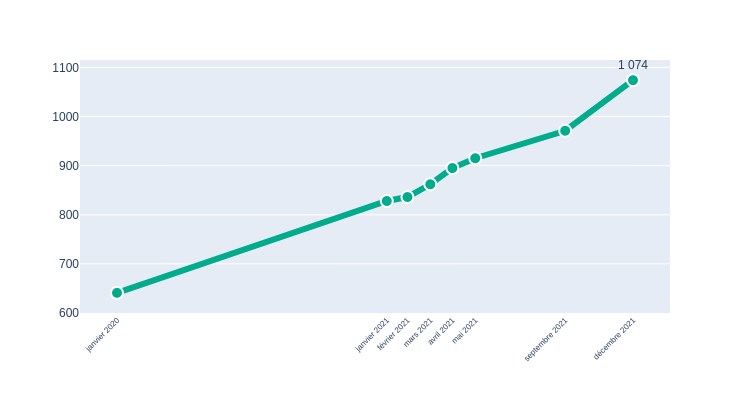 1 074
1100
1000
900
800
700
600
janvier 2020
janvier 2021
février 2021
mars 2021
avril 2021
mai 2021
septembre 2021
décembre 2021